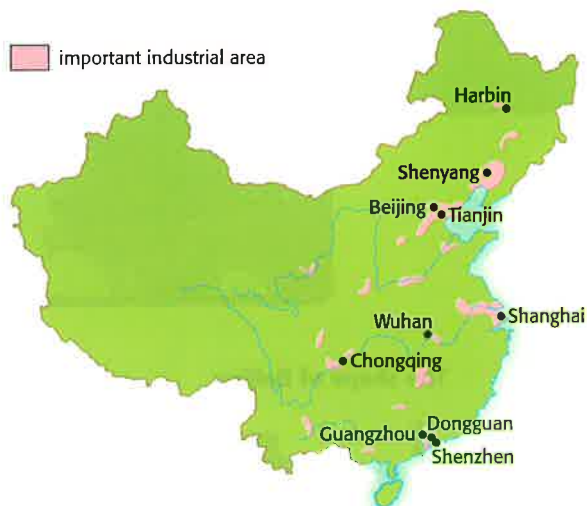 important industrial area
Harbin
Shenyang
Beijing
Tianjin
Shanghai
Wuhan
Chongqing
Guangzhou
Dongguan
Shenzhen